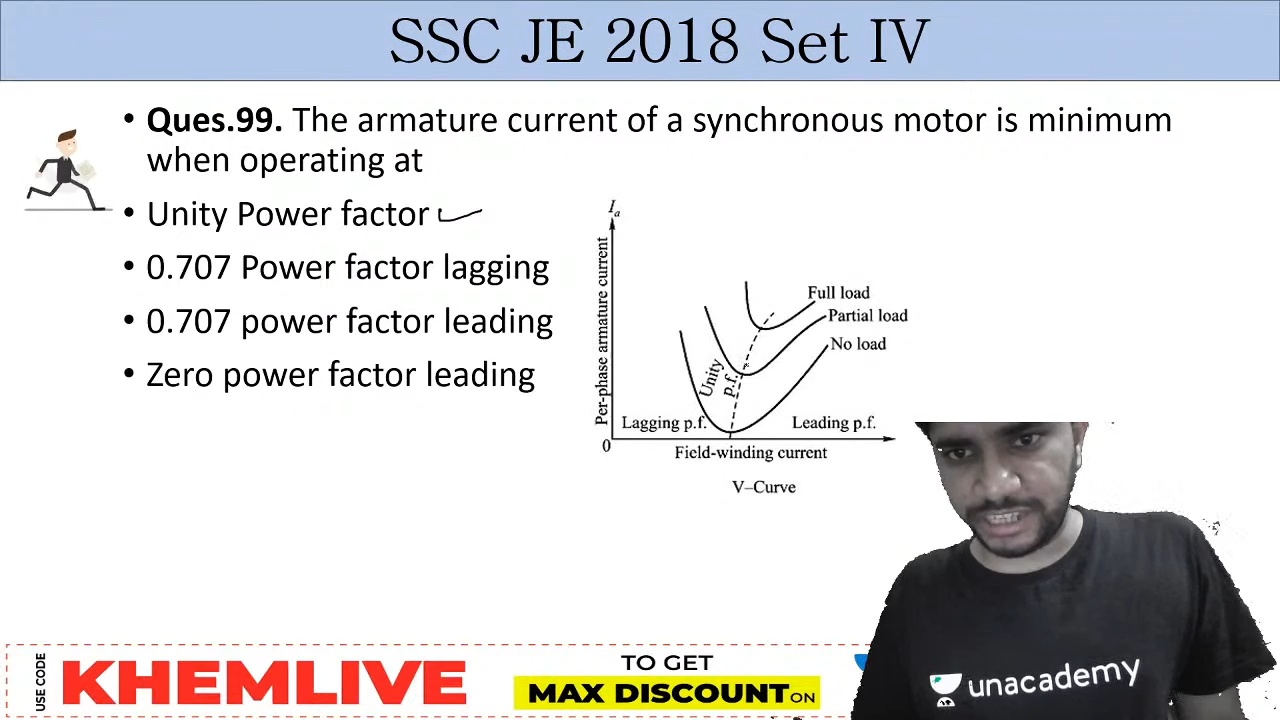 SSC JE 2018 Set IV
• Ques.99. The armature current of a synchronous motor is minimum
when operating at
• Unity Power factor
• 0.707 Power factor lagging
• 0.707 power factor leading
• Zero power factor leading
Iₐ
Per-phase armature current
Full load
Partial load
No load
Unity
p.f.
Lagging p.f.
Leading p.f.
0
Field-winding current
V–Curve
USE CODE
KHEMLIVE
TO GET
MAX DISCOUNT ON
unacademy